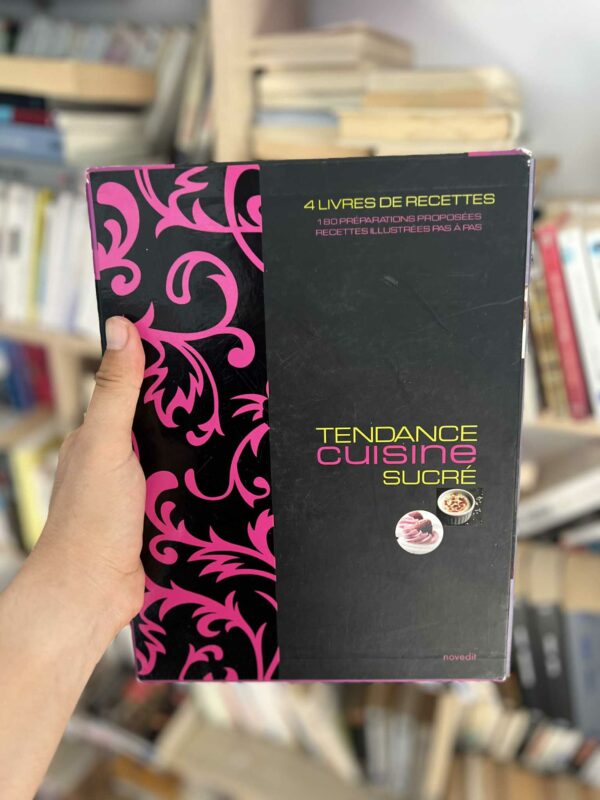 4 LIVRES DE RECETTES
180 PRÉPARATIONS PROPOSÉES
RECETTES ILLUSTRÉES PAS À PAS
TENDANCE
cuisine
SUCRÉ
novedit